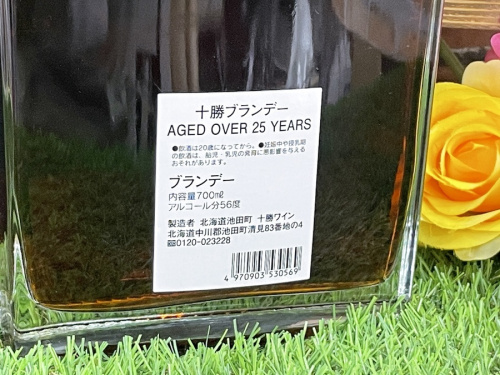 十勝ブランデー
AGED OVER 25 YEARS
●飲酒は20歳になってから。●妊娠中や授乳期
の飲酒は、胎児・乳児の発育に悪影響を与える
おそれがあります。
ブランデー
内容量700mℓ
アルコール分56度
製造者 北海道池田町 十勝ワイン
北海道中川郡池田町清見83番地の4
☎0120-023228
4 970903 530569